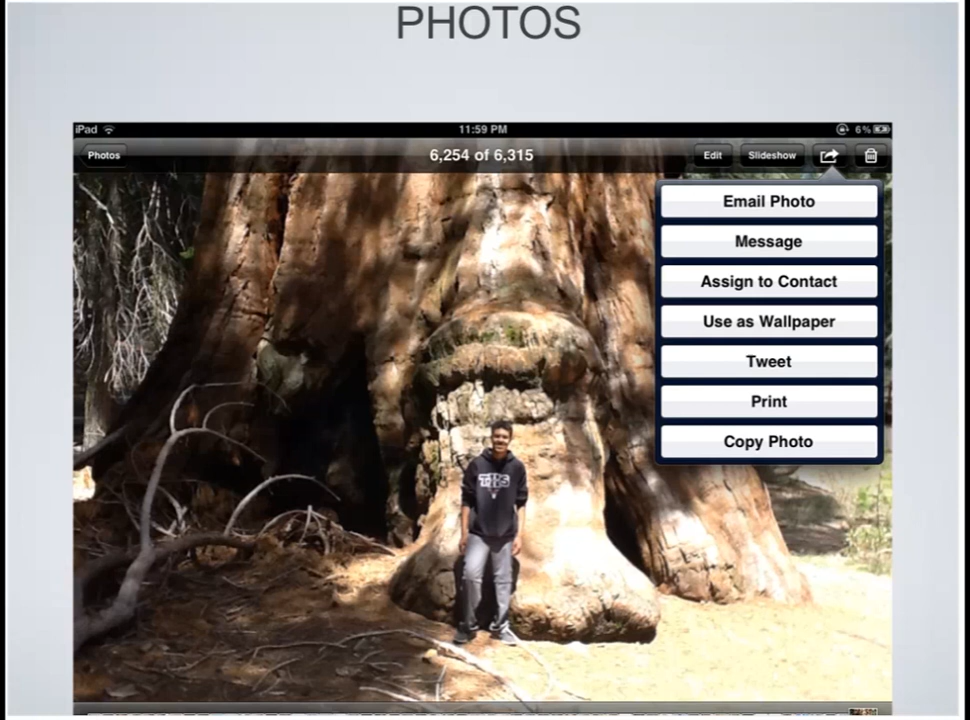 PHOTOS
iPad 11:59 PM 6%
Photos 6,254 of 6,315 Edit Slideshow
Email Photo
Message
Assign to Contact
Use as Wallpaper
Tweet
Print
Copy Photo
THS